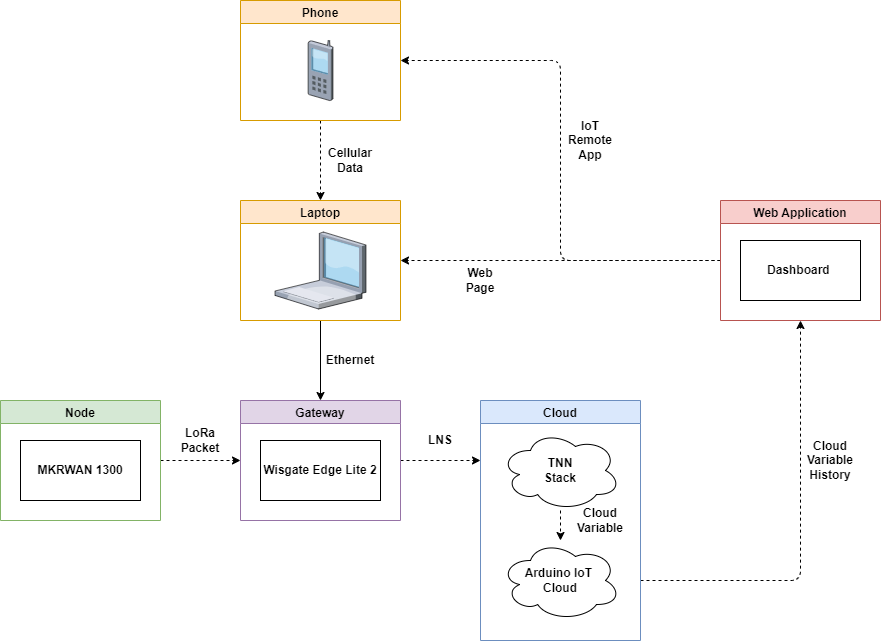 Phone
Cellular
Data
IoT
Remote
App
Laptop
Web
Page
Web Application
Dashboard
Ethernet
Node
MKRWAN 1300
LoRa
Packet
Gateway
Wisgate Edge Lite 2
LNS
Cloud
TNN
Stack
Cloud
Variable
Arduino IoT
Cloud
Cloud
Variable
History